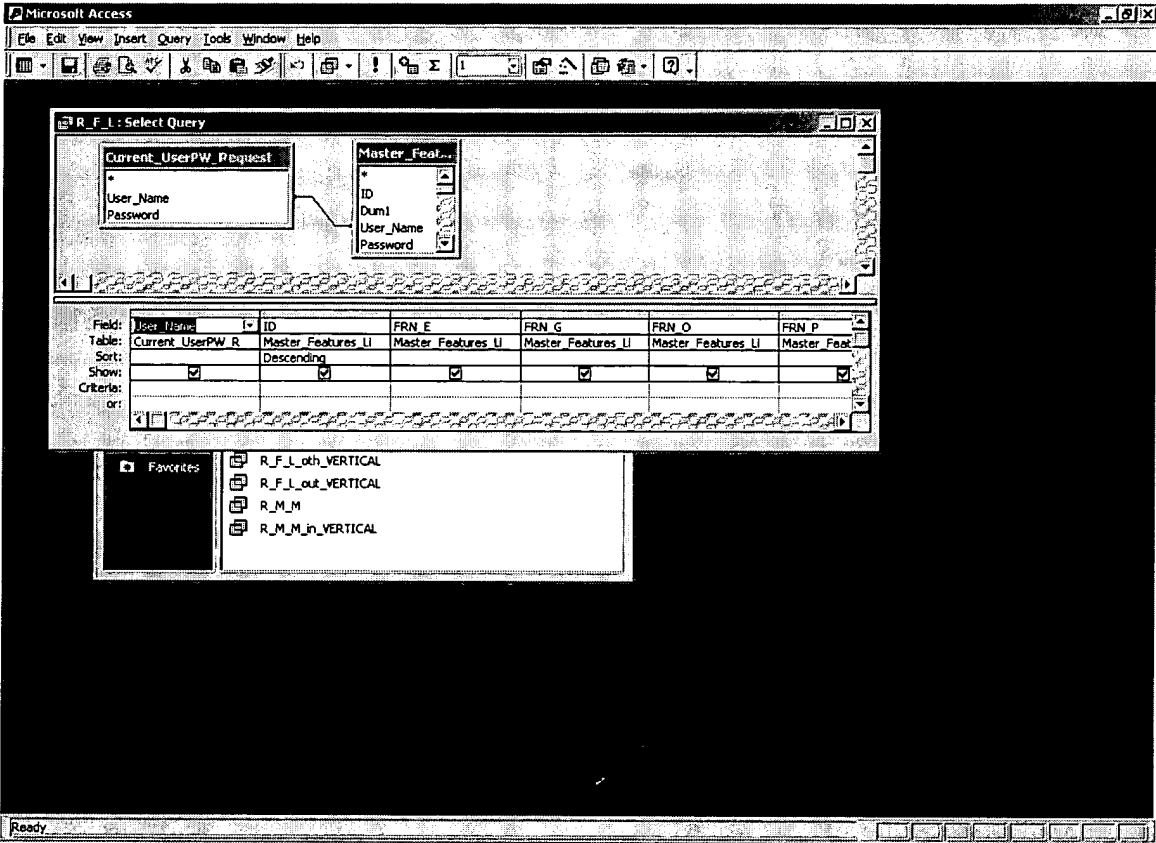 Microsoft Access
File Edit View Insert Query Tools Window Help
1
R_F_L : Select Query
Current_UserPW_Request
*
User_Name
Password
Master_Feat...
*
ID
Dum1
User_Name
Password
Field: User_Name ID FRN_E FRN_G FRN_O FRN_P
Table: Current_UserPW_R Master_Features_Li Master_Features_Li Master_Features_Li Master_Features_Li Master_Feat
Sort: Descending
Show:
Criteria:
or:
Favorites
R_F_L_oth_VERTICAL
R_F_L_out_VERTICAL
R_M_M
R_M_M_in_VERTICAL
Ready